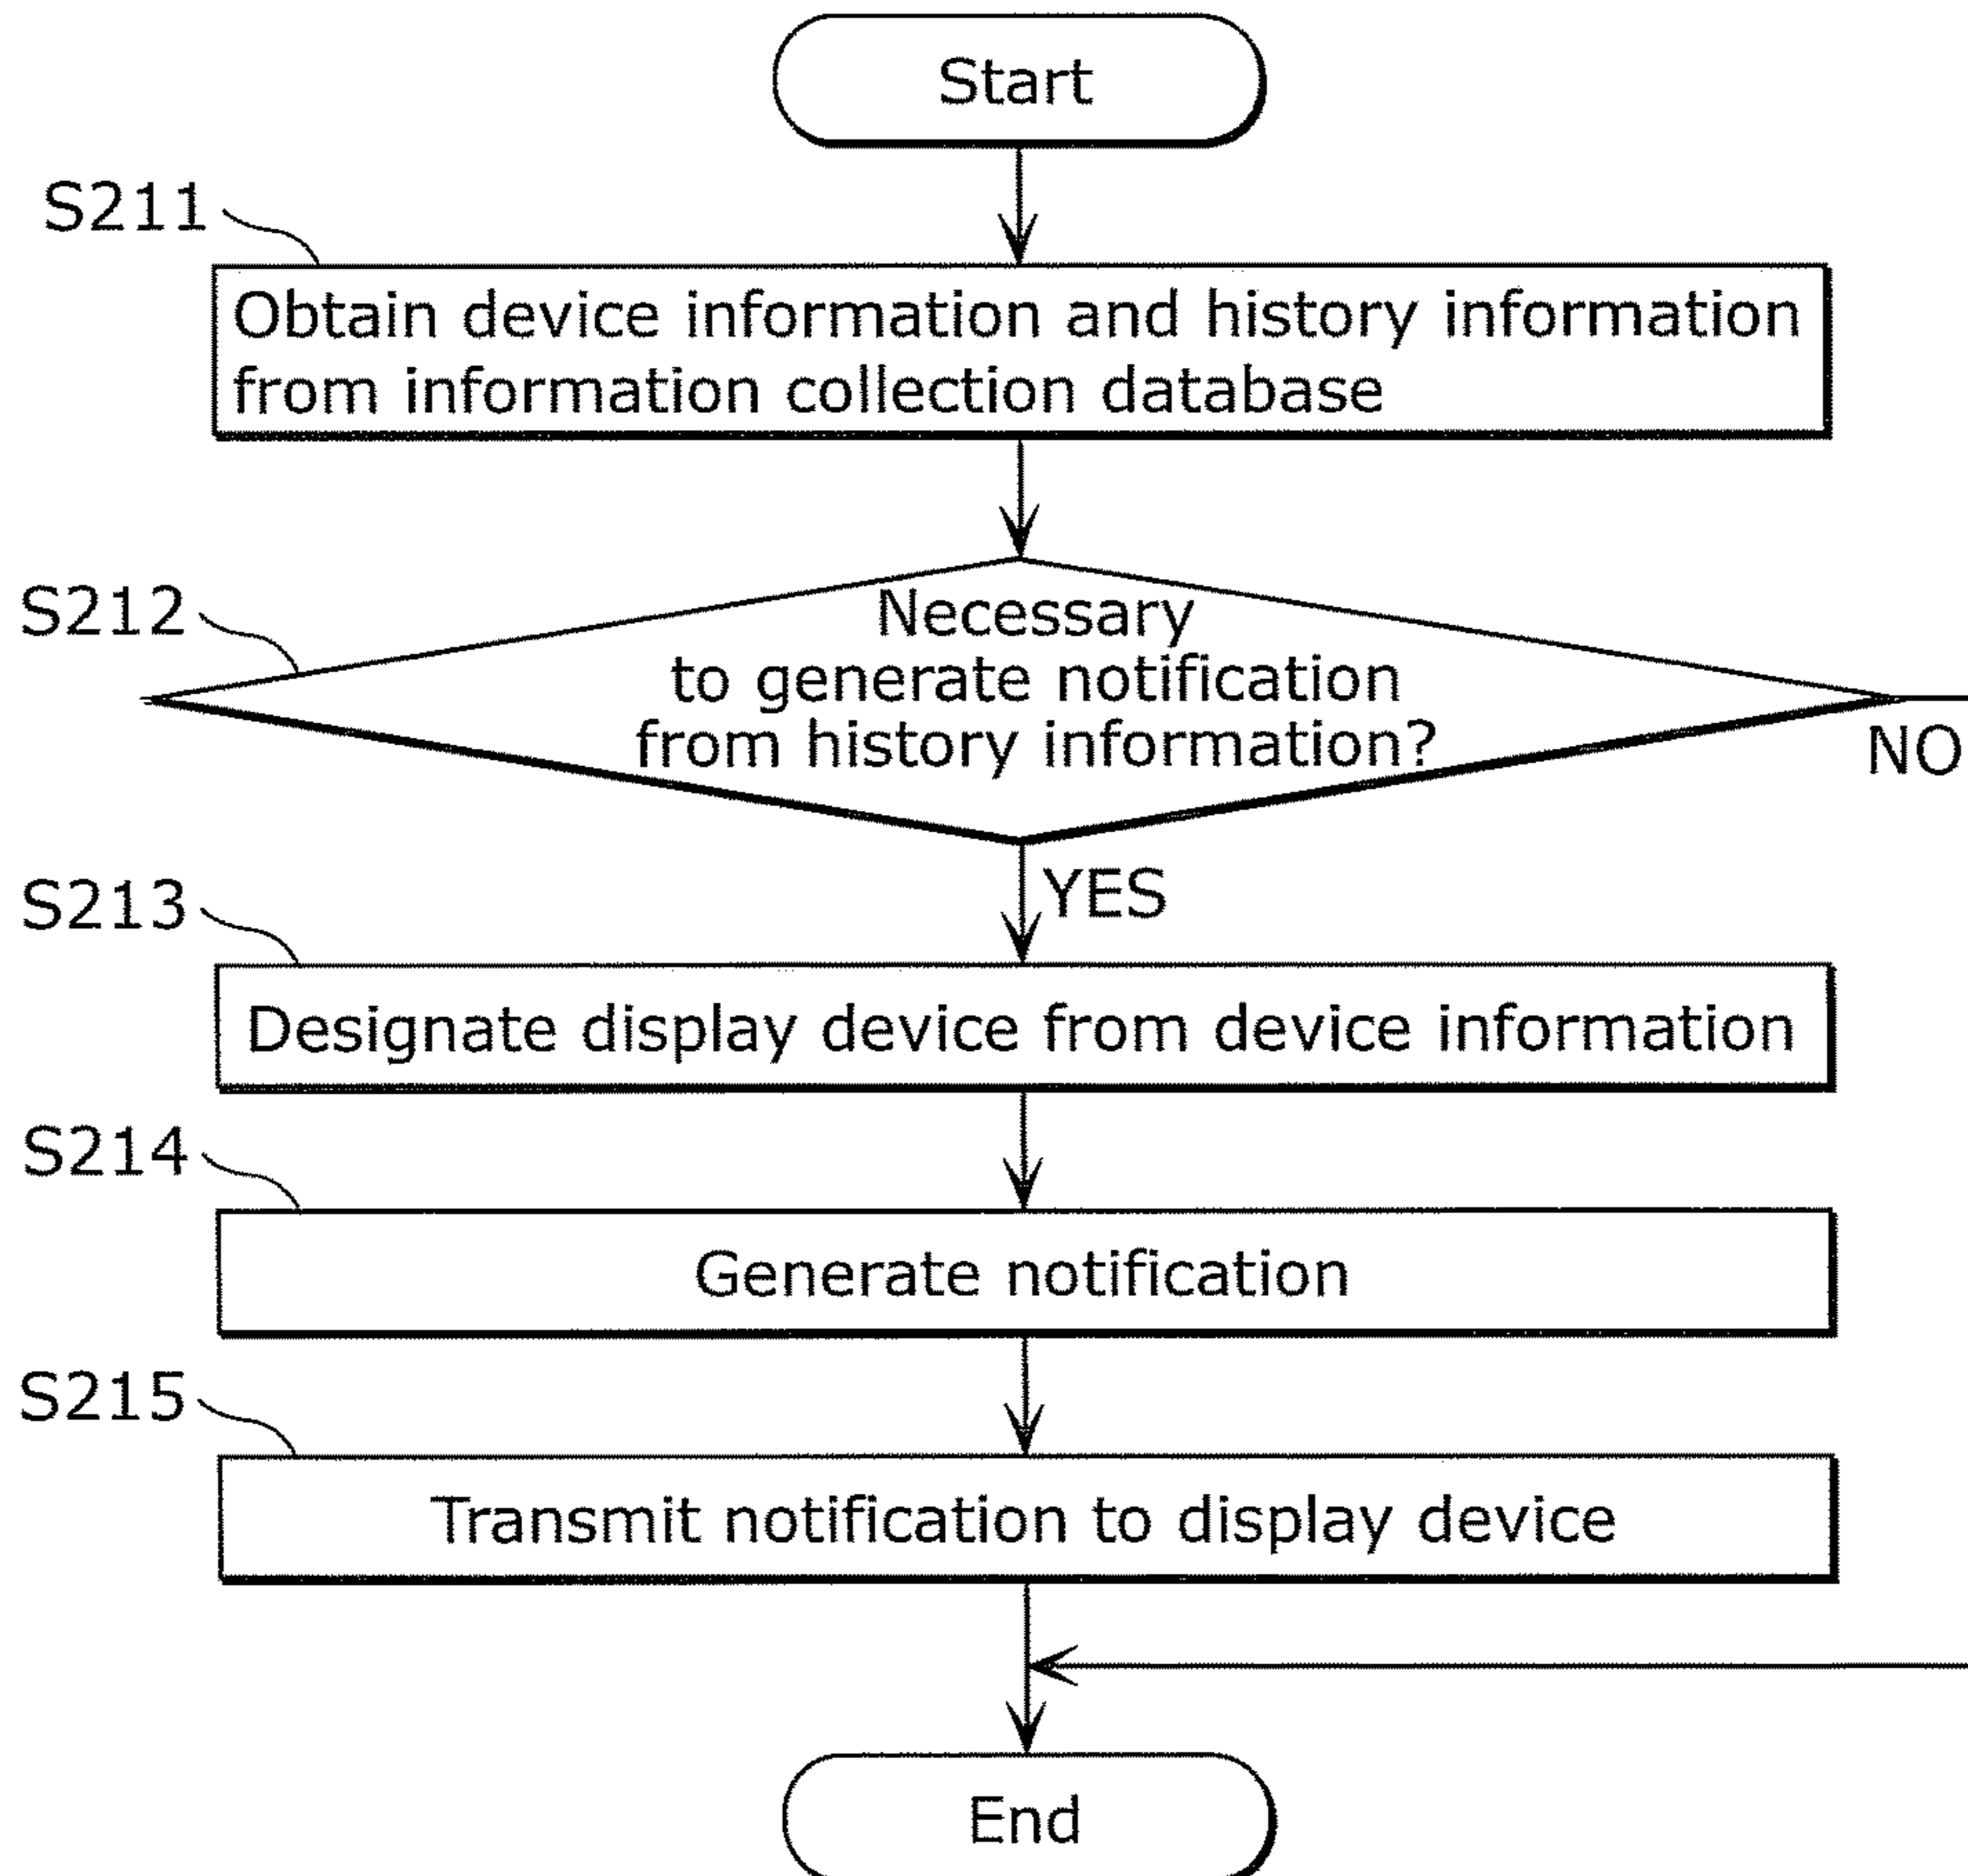 Start
S211
Obtain device information and history information
from information collection database
S212
Necessary
to generate notification
from history information?
NO
YES
S213
Designate display device from device information
S214
Generate notification
S215
Transmit notification to display device
End